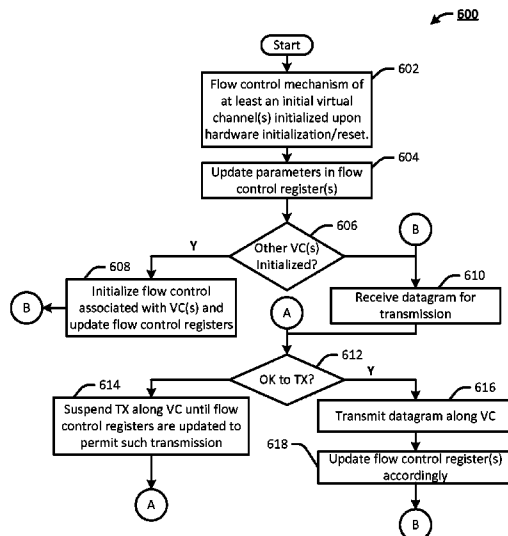 600
Start
602
Flow control mechanism of
at least an initial virtual
channel(s) initialized upon
hardware initialization/reset.
604
Update parameters in flow
control register(s)
606
Other VC(s)
Initialized?
Y
B
608
Initialize flow control
associated with VC(s) and
update flow control registers
B
610
Receive datagram for
transmission
A
612
OK to TX?
Y
614
Suspend TX along VC until flow
control registers are updated to
permit such transmission
A
616
Transmit datagram along VC
618
Update flow control register(s)
accordingly
B